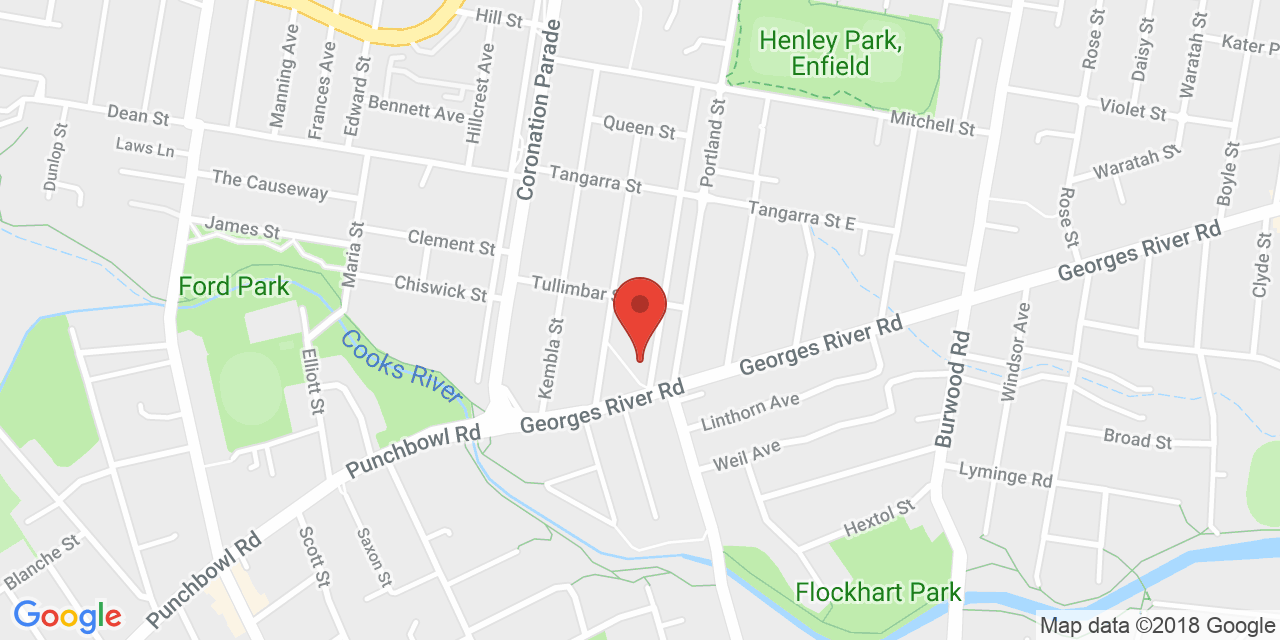 Hill St
Manning Ave
Frances Ave
Edward St
Bennett Ave
Hillcrest Ave
Coronation Parade
Henley Park,
Enfield
Rose St
Daisy St
Waratah St
Kater P
Violet St
Mitchell St
Dean St
Laws Ln
Dunlop St
Queen St
Portland St
Waratah St
Boyle St
The Causeway
Tangarra St
Tangarra St E
Rose St
James St
Maria St
Clement St
Georges River Rd
Clyde St
Ford Park
Chiswick St
Tullimbar
Kembla St
Cooks River
Elliott St
Georges River Rd
Windsor Ave
Burwood Rd
Georges River Rd
Linthorn Ave
Punchbowl Rd
Weil Ave
Broad St
Lyminge Rd
Hextol St
Scott St
Saxon St
Blanche St
Punchbowl Rd
Flockhart Park
Google
Map data ©2018 Google